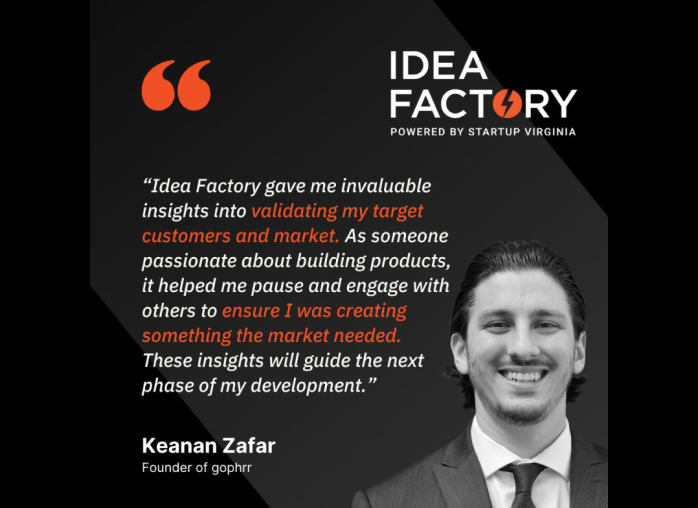 IDEA
FACTORY
POWERED BY STARTUP VIRGINIA
“Idea Factory gave me invaluable
insights into validating my target
customers and market. As someone
passionate about building products,
it helped me pause and engage with
others to ensure I was creating
something the market needed.
These insights will guide the next
phase of my development.”
Keanan Zafar
Founder of gophrr